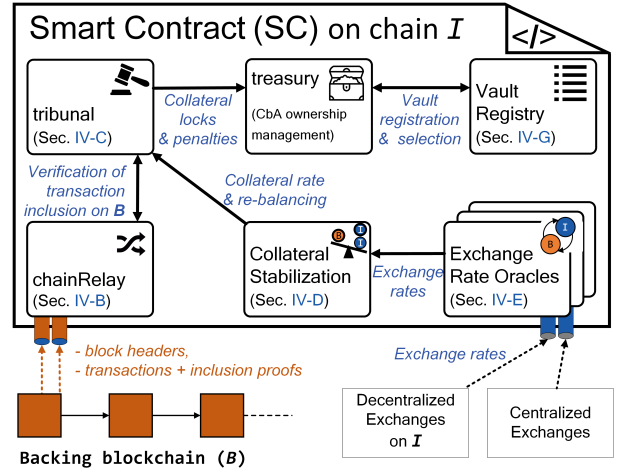 Smart Contract (SC) on chain I
</>
tribunal
(Sec. IV-C)
Collateral
locks
& penalties
treasury
(CbA ownership
management)
Vault
registration
& selection
Vault
Registry
(Sec. IV-G)
Verification of
transaction
inclusion on B
Collateral rate
& re-balancing
chainRelay
(Sec. IV-B)
B
I
I
Collateral
Stabilization
(Sec. IV-D)
Exchange
rates
I
B
Exchange
Rate Oracles
(Sec. IV-E)
- block headers,
- transactions + inclusion proofs
Exchange rates
Decentralized
Exchanges
on I
Centralized
Exchanges
Backing blockchain (B)